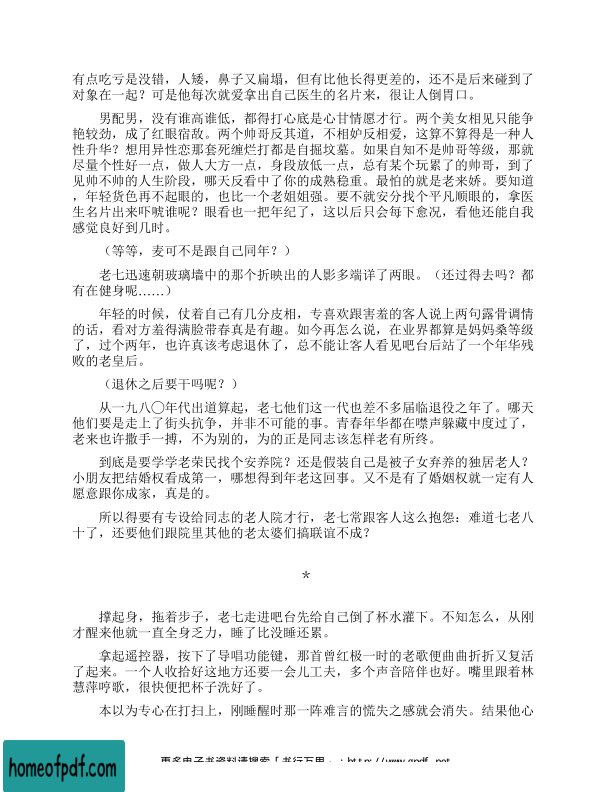 有点吃亏是没错，人矮，鼻子又扁塌，但有比他长得更差的，还不是后来碰到了
对象在一起？可是他每次就爱拿出自己医生的名片来，很让人倒胃口。
男配男，没有谁高谁低，都得打心底是心甘情愿才行。两个美女相见只能争
艳较劲，成了红眼宿敌。两个帅哥反其道，不相妒反相爱，这算不算得是一种人
性升华？想用异性恋那套死缠烂打都是自掘坟墓。如果自知不是帅哥等级，那就
尽量个性好一点，做人大方一点，身段放低一点，总有某个玩累了的帅哥，到了
见帅不帅的人生阶段，哪天反看中了你的成熟稳重。最怕的就是老来娇。要知道
，年轻货色再不起眼的，也比一个老姐姐强。要不就安分找个平凡顺眼的，拿医
生名片出来吓唬谁呢？眼看也一把年纪了，这以后只会每下愈况，看他还能自我
感觉良好到几时。
（等等，麦可不是跟自己同年？）
老七迅速朝玻璃墙中的那个折映出的人影多端详了两眼。（还过得去吗？都
有在健身呢……）
年轻的时候，仗着自己有几分皮相，专喜欢跟害羞的客人说上两句露骨调情
的话，看对方羞得满脸带春真是有趣。如今再怎么说，在业界都算是妈妈桑等级
了，过个两年，也许真该考虑退休了，总不能让客人看见吧台后站了一个年华残
败的老皇后。
（退休之后要干吗呢？）
从一九八〇年代出道算起，老七他们这一代也差不多届临退役之年了。哪天
他们要是走上了街头抗争，并非不可能的事。青春年华都在噤声躲藏中度过了，
老来也许撒手一搏，不为别的，为的正是同志该怎样老有所终。
到底是要学学老荣民找个安养院？还是假装自己是被子女弃养的独居老人？
小朋友把结婚权看成第一，哪想得到年老这回事。又不是有了婚姻权就一定有人
愿意跟你成家，真是的。
所以得要有专设给同志的老人院才行，老七常跟客人这么抱怨：难道七老八
十了，还要他们跟院里其他的老太婆们搞联谊不成？
*
撑起身，拖着步子，老七走进吧台先给自己倒了杯水灌下。不知怎么，从刚
才醒来他就一直全身乏力，睡了比没睡还累。
拿起遥控器，按下了导唱功能键，那首曾红极一时的老歌便曲曲折折又复活
了起来。一个人收拾好这地方还要一会儿工夫，多个声音陪伴也好。嘴里跟着林
慧萍哼歌，很快便把杯子洗好了。
本以为专心在打扫上，刚睡醒时那一阵难言的慌失之感就会消失。结果他心
homeofpdf.com